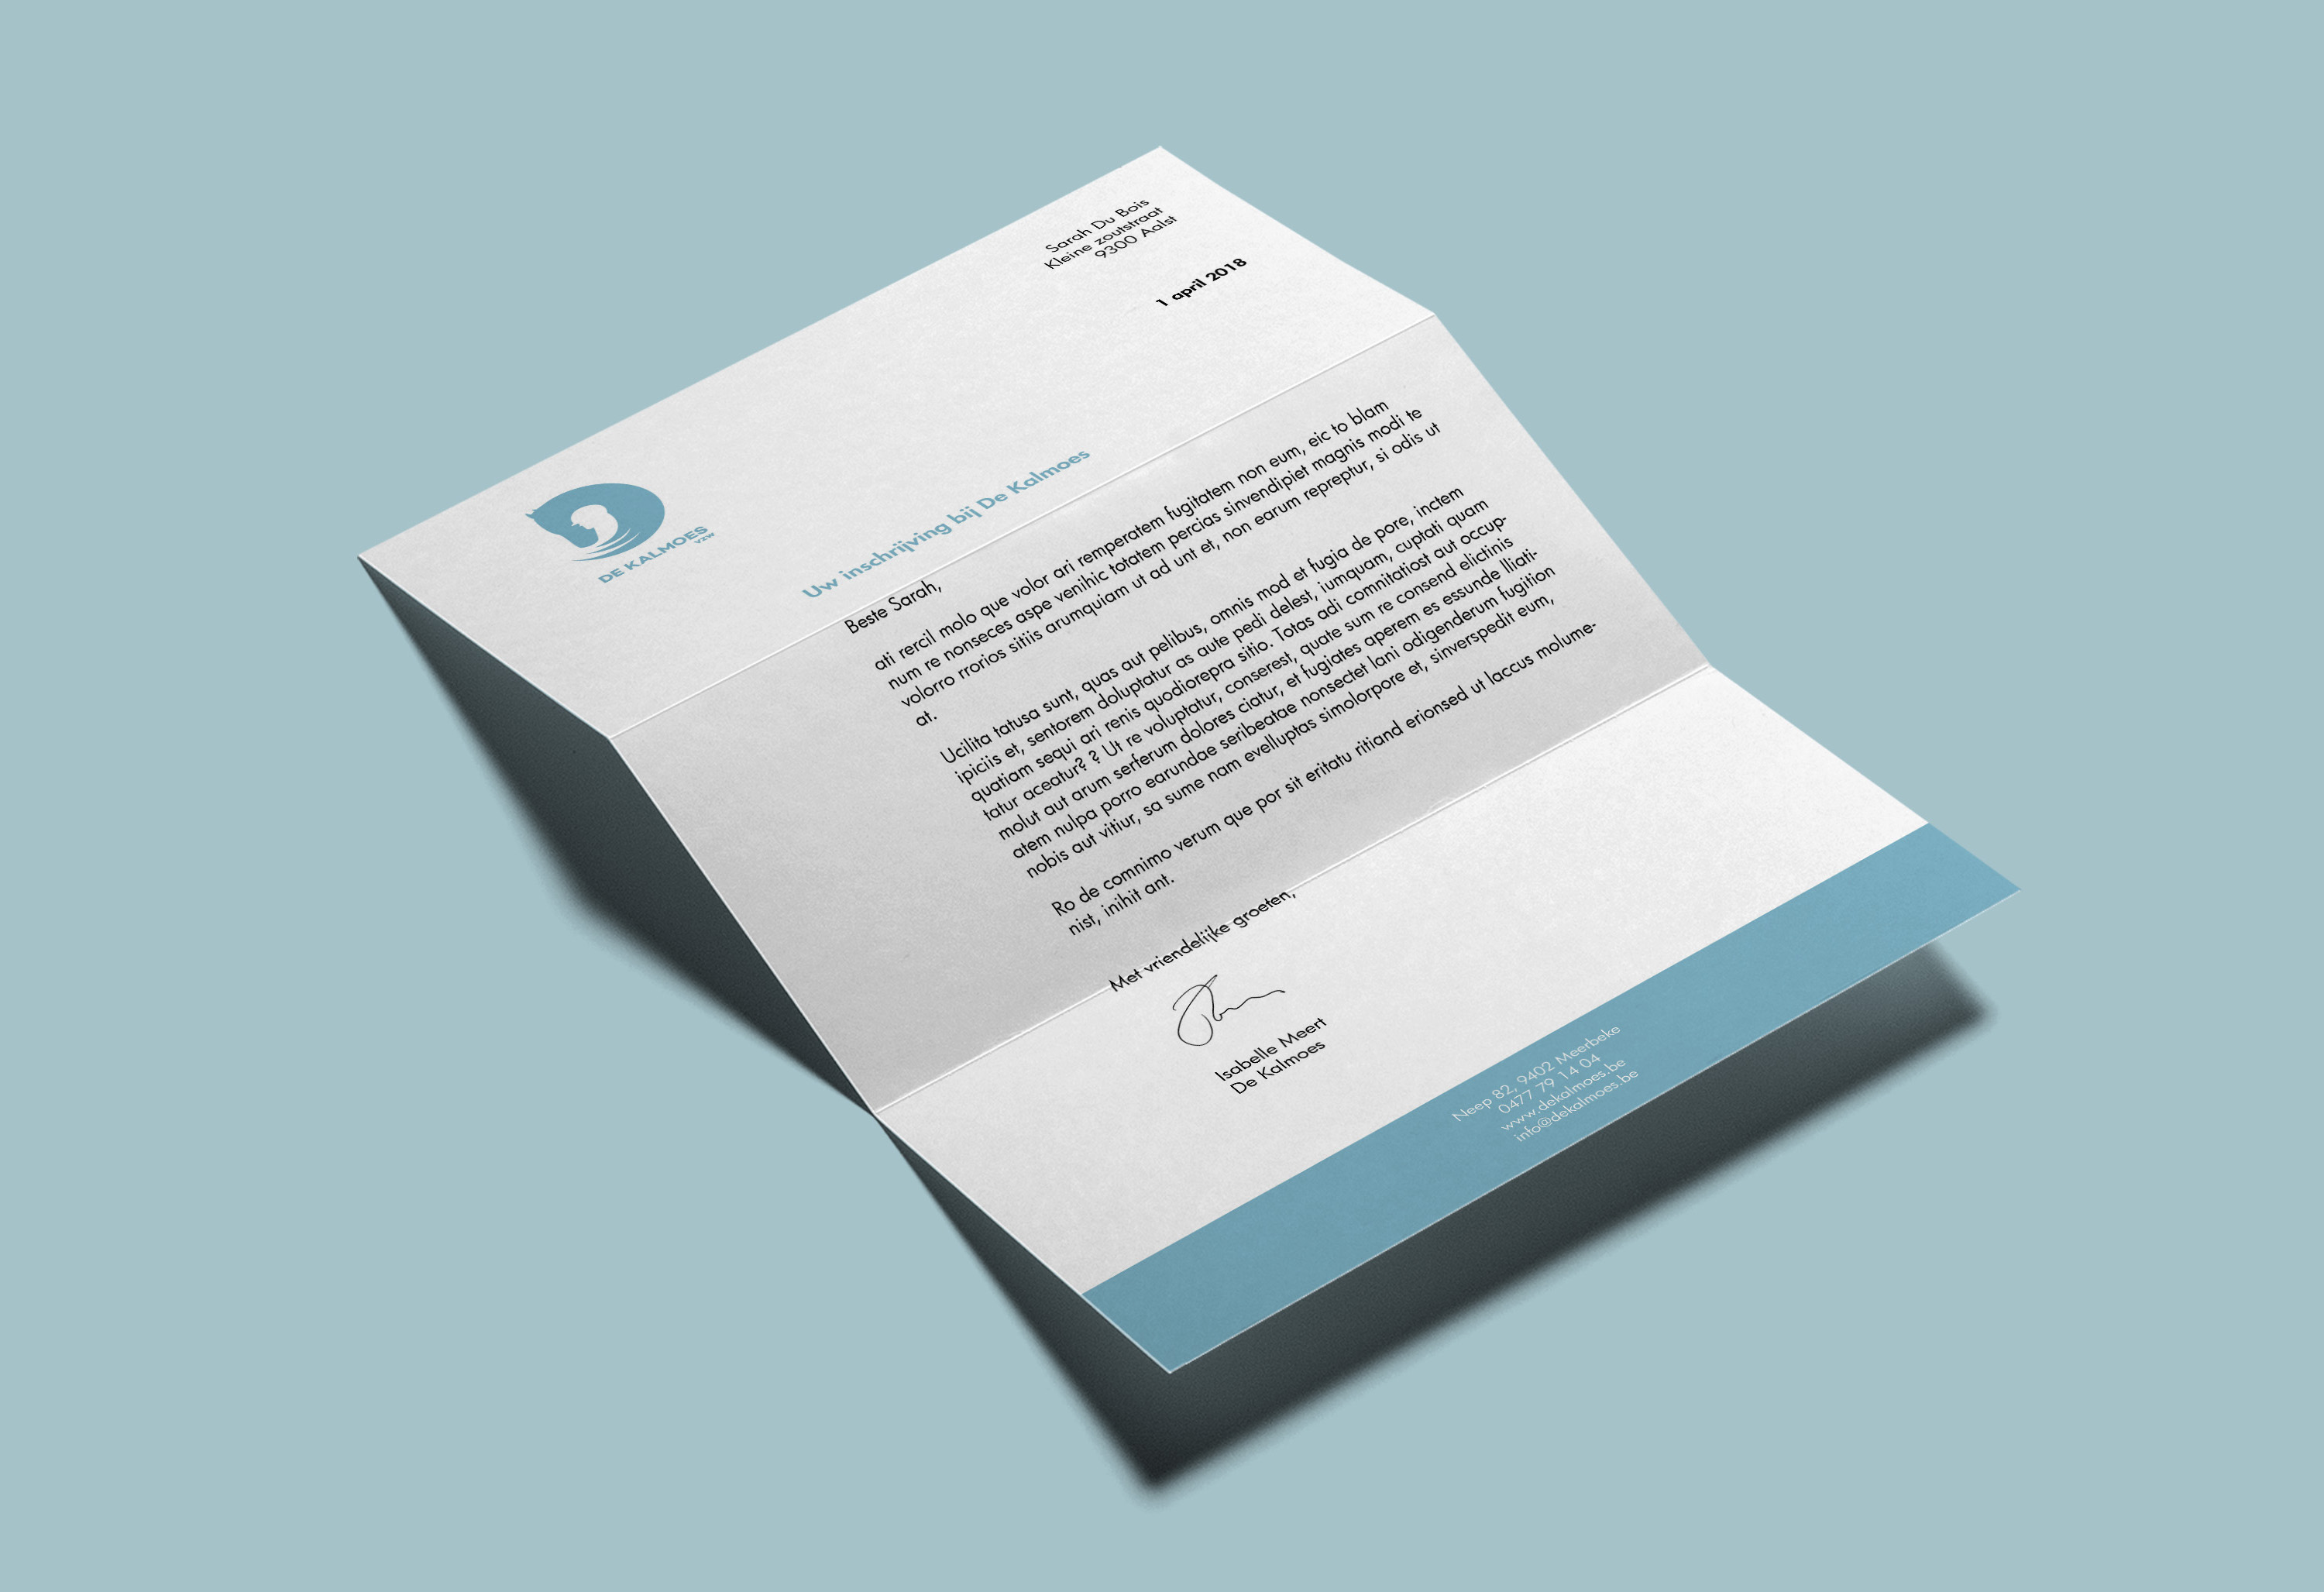 Sarah Du Bois
Kleine zoutstraat
9300 Aalst
1 april 2018
DE KALMOES
VZW
Uw inschrijving bij De Kalmoes
Beste Sarah,
ati rercil molo que volor ari remperatem fugitatem non eum, eic to blam
num re nonseces aspe venihic totatem percias sinvendipiet magnis modi te
volorro rrorios sitiis arumquiam ut ad unt et, non earum repreptur, si odis ut
at.
Ucilita tatusa sunt, quas aut pelibus, omnis mod et fugia de pore, inctem
ipiciis et, sentorem doluptatur as aute pedi delest, iumquam, cuptati quam
quatiam sequi ari renis quodiorepra sitio. Totas adi comnitatiost aut occup-
tatur aceatur? ? Ut re voluptatur, conserest, quate sum re consend elictinis
molut aut arum serferum dolores ciatur, et fugiates aperem es essunde lliati-
atem nulpa porro earundae seribeatae nonsectet lani odigenderum fugition
nobis aut vitiur, sa sume nam evelluptas simolorpore et, sinverspedit eum,
Ro de comnimo verum que por sit eritatu ritiand erionsed ut laccus molume-
nist, inihit ant.
Met vriendelijke groeten,
Isabelle Meert
De Kalmoes
Neep 82, 9402 Meerbeke
0477 79 14 04
www.dekalmoes.be
info@dekalmoes.be